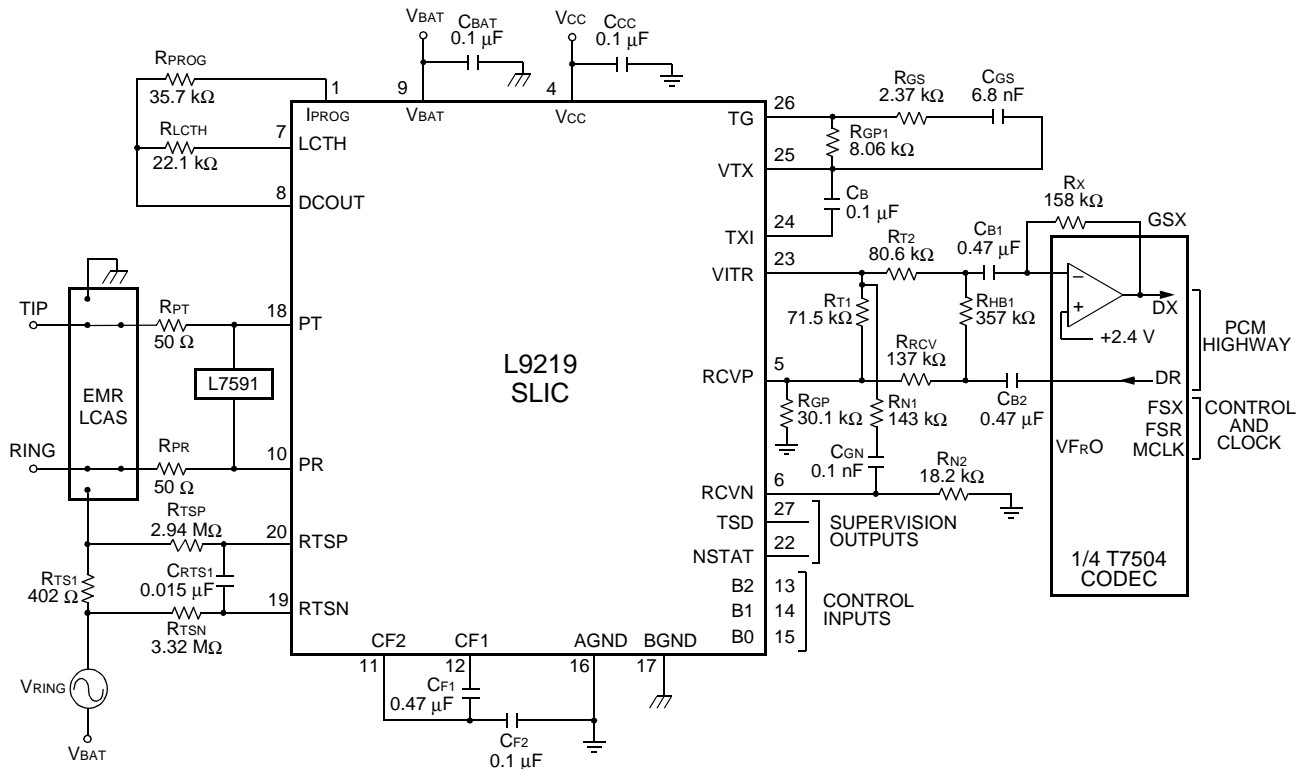 VBAT
CBAT
0.1 µF
VCC
CCC
0.1 µF
RPROG
35.7 kΩ
1
IPROG
9
VBAT
4
VCC
RLCTH
22.1 kΩ
7
LCTH
8
DCOUT
26
TG
RGS
2.37 kΩ
CGS
6.8 nF
RGP1
8.06 kΩ
25
VTX
CB
0.1 µF
24
TXI
RX
158 kΩ
GSX
23
VITR
RT2
80.6 kΩ
CB1
0.47 µF
–
+
DX
+2.4 V
RT1
71.5 kΩ
RHB1
357 kΩ
PCM
HIGHWAY
TIP
RPT
50 Ω
18
PT
L7591
EMR
LCAS
L9219
SLIC
5
RCVP
RRCV
137 kΩ
CB2
0.47 µF
DR
RGP
30.1 kΩ
RN1
143 kΩ
FSX
FSR
MCLK
CONTROL
AND
CLOCK
VFRO
RING
RPR
50 Ω
10
PR
CGN
0.1 nF
6
RCVN
RN2
18.2 kΩ
RTSP
2.94 MΩ
20
RTSP
27
TSD
22
NSTAT
SUPERVISION
OUTPUTS
1/4 T7504
CODEC
RTS1
402 Ω
CRTS1
0.015 µF
19
RTSN
RTSN
3.32 MΩ
B2 13
B1 14
B0 15
CONTROL
INPUTS
CF2
11
CF1
12
AGND
16
BGND
17
VRING
VBAT
CF1
0.47 µF
CF2
0.1 µF